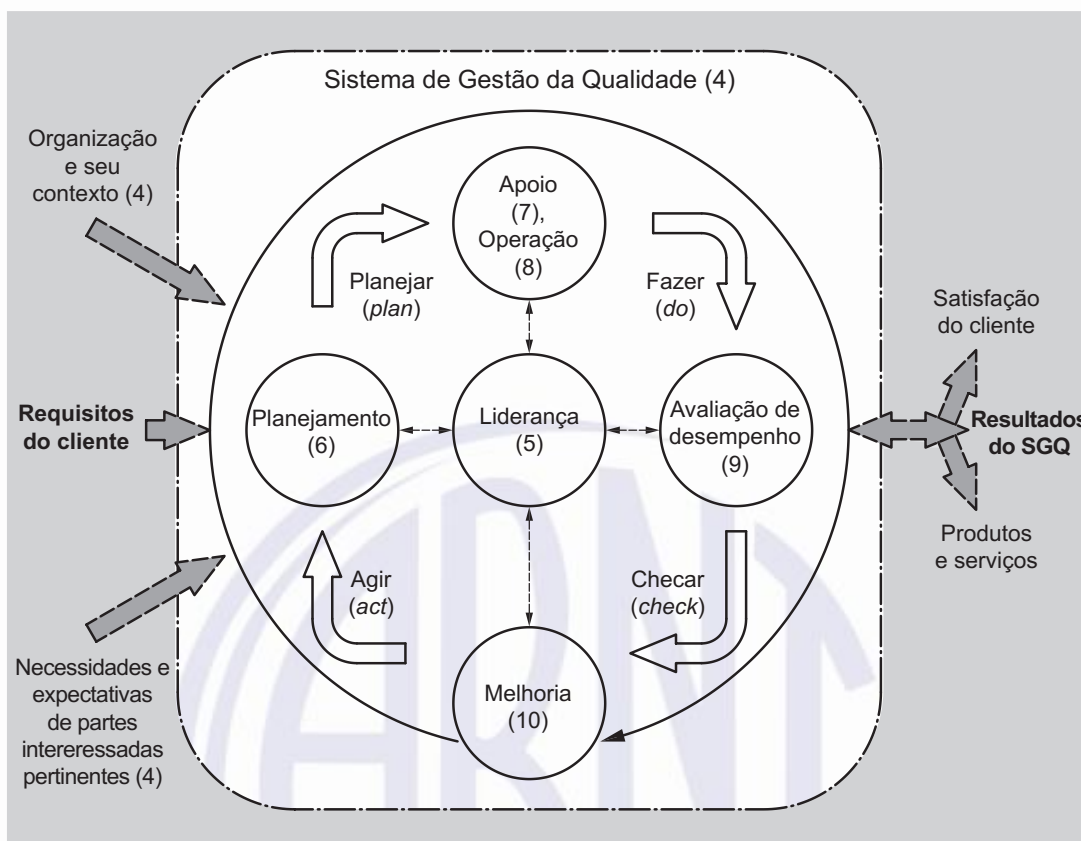 Sistema de Gestão da Qualidade (4)
Organização
e seu
contexto (4)
Apoio
(7),
Operação
(8)
Planejar
(plan)
Fazer
(do)
Satisfação
do cliente
Requisitos
do cliente
Planejamento
(6)
Liderança
(5)
Avaliação de
desempenho
(9)
Resultados
do SGQ
Agir
(act)
Checar
(check)
Produtos
e serviços
Melhoria
(10)
Necessidades e
expectativas
de partes
intereressadas
pertinentes (4)
ABNT